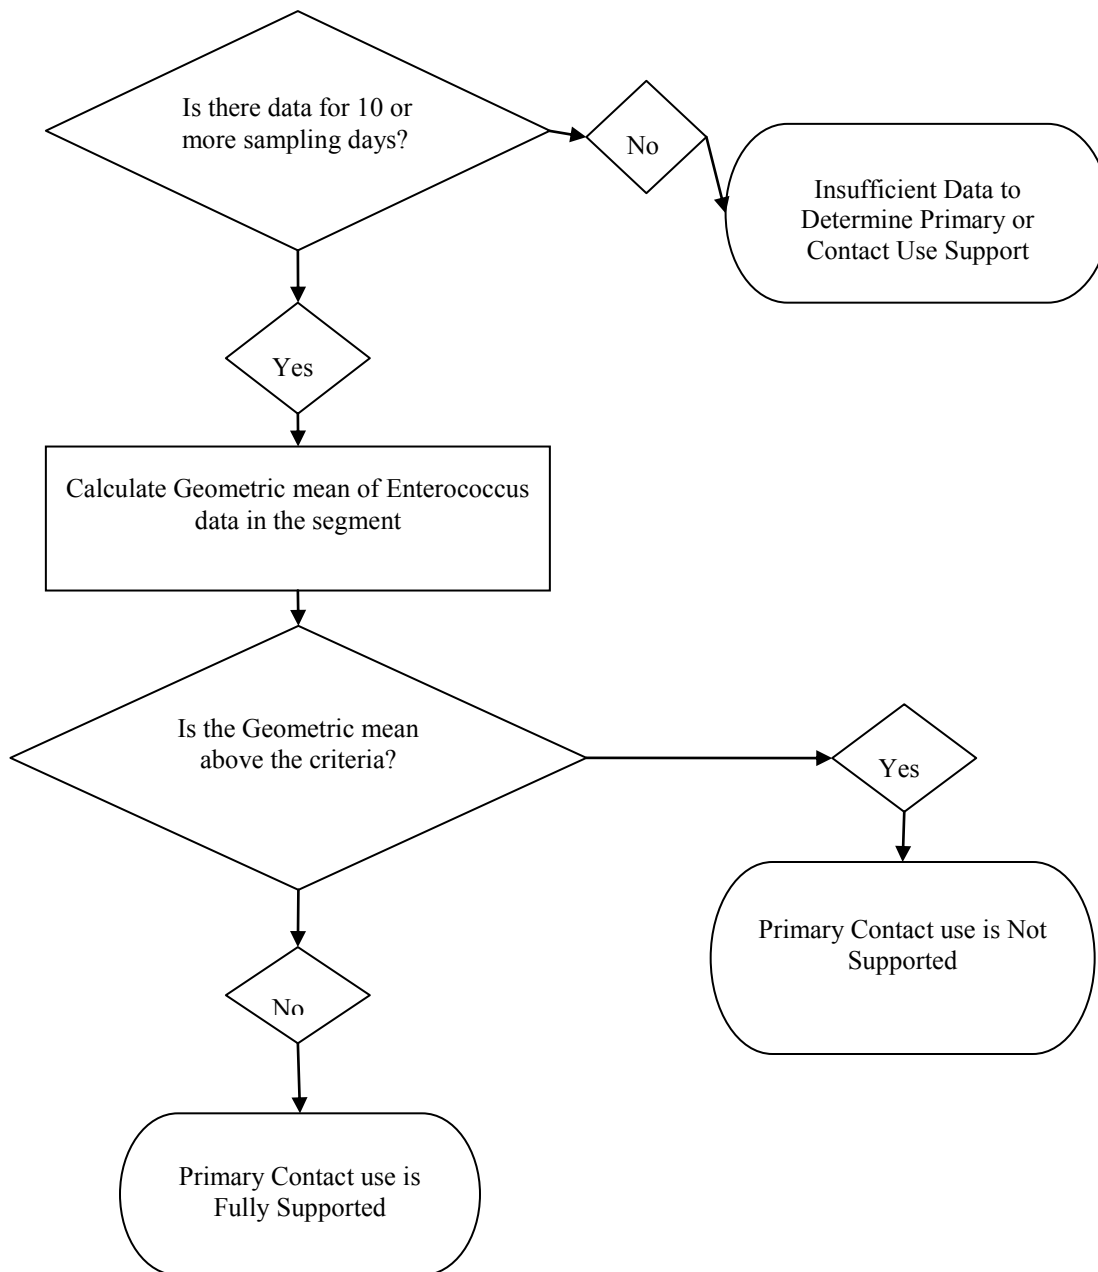 Is there data for 10 or
more sampling days?
No
Insufficient Data to
Determine Primary or
Contact Use Support
Yes
Calculate Geometric mean of Enterococcus
data in the segment
Is the Geometric mean
above the criteria?
Yes
Primary Contact use is Not
Supported
No
Primary Contact use is
Fully Supported